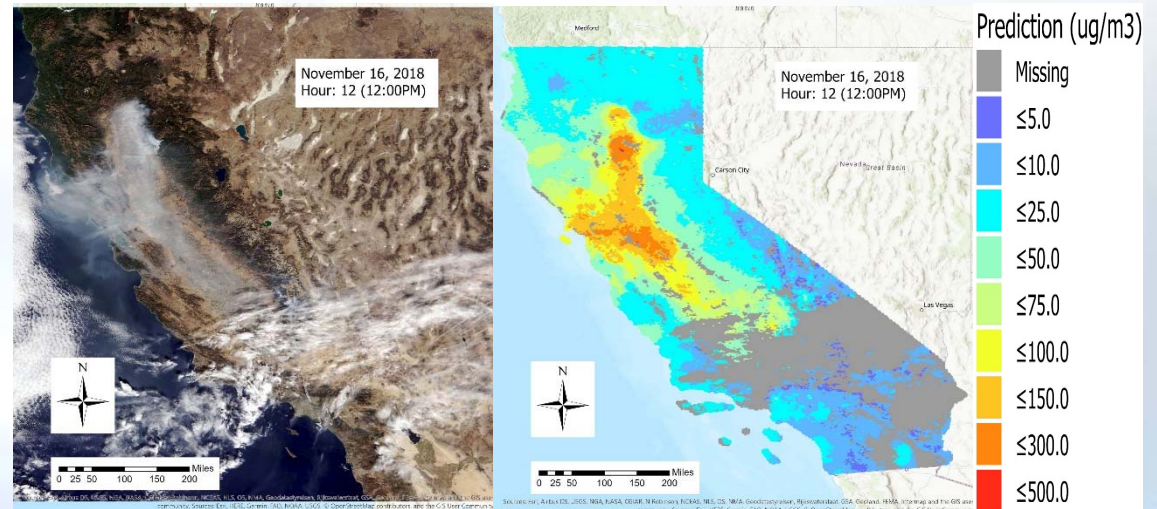 November 16, 2018
Hour: 12 (12:00PM)
N
Miles
0 25 50 100 150 200
Medford
November 16, 2018
Hour: 12 (12:00PM)
Carson City
Nevada
Great Basin
Las Vegas
N
Miles
0 25 50 100 150 200
Prediction (ug/m3)
Missing
≤5.0
≤10.0
≤25.0
≤50.0
≤75.0
≤100.0
≤150.0
≤300.0
≤500.0